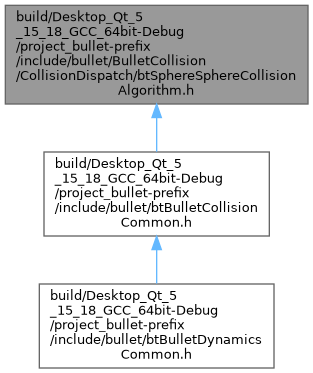 build/Desktop_Qt_5
_15_18_GCC_64bit-Debug
/project_bullet-prefix
/include/bullet/BulletCollision
/CollisionDispatch/btSphereSphereCollision
Algorithm.h
build/Desktop_Qt_5
_15_18_GCC_64bit-Debug
/project_bullet-prefix
/include/bullet/btBulletCollision
Common.h
build/Desktop_Qt_5
_15_18_GCC_64bit-Debug
/project_bullet-prefix
/include/bullet/btBulletDynamics
Common.h